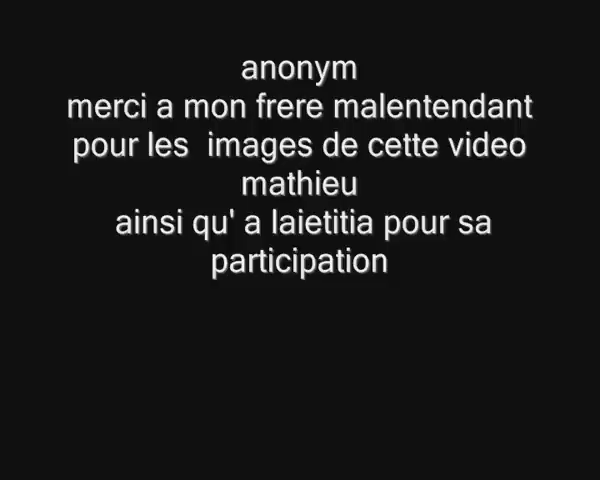 anonym
merci a mon frere malentendant
pour les  images de cette video
mathieu
ainsi qu' a laietitia pour sa
participation